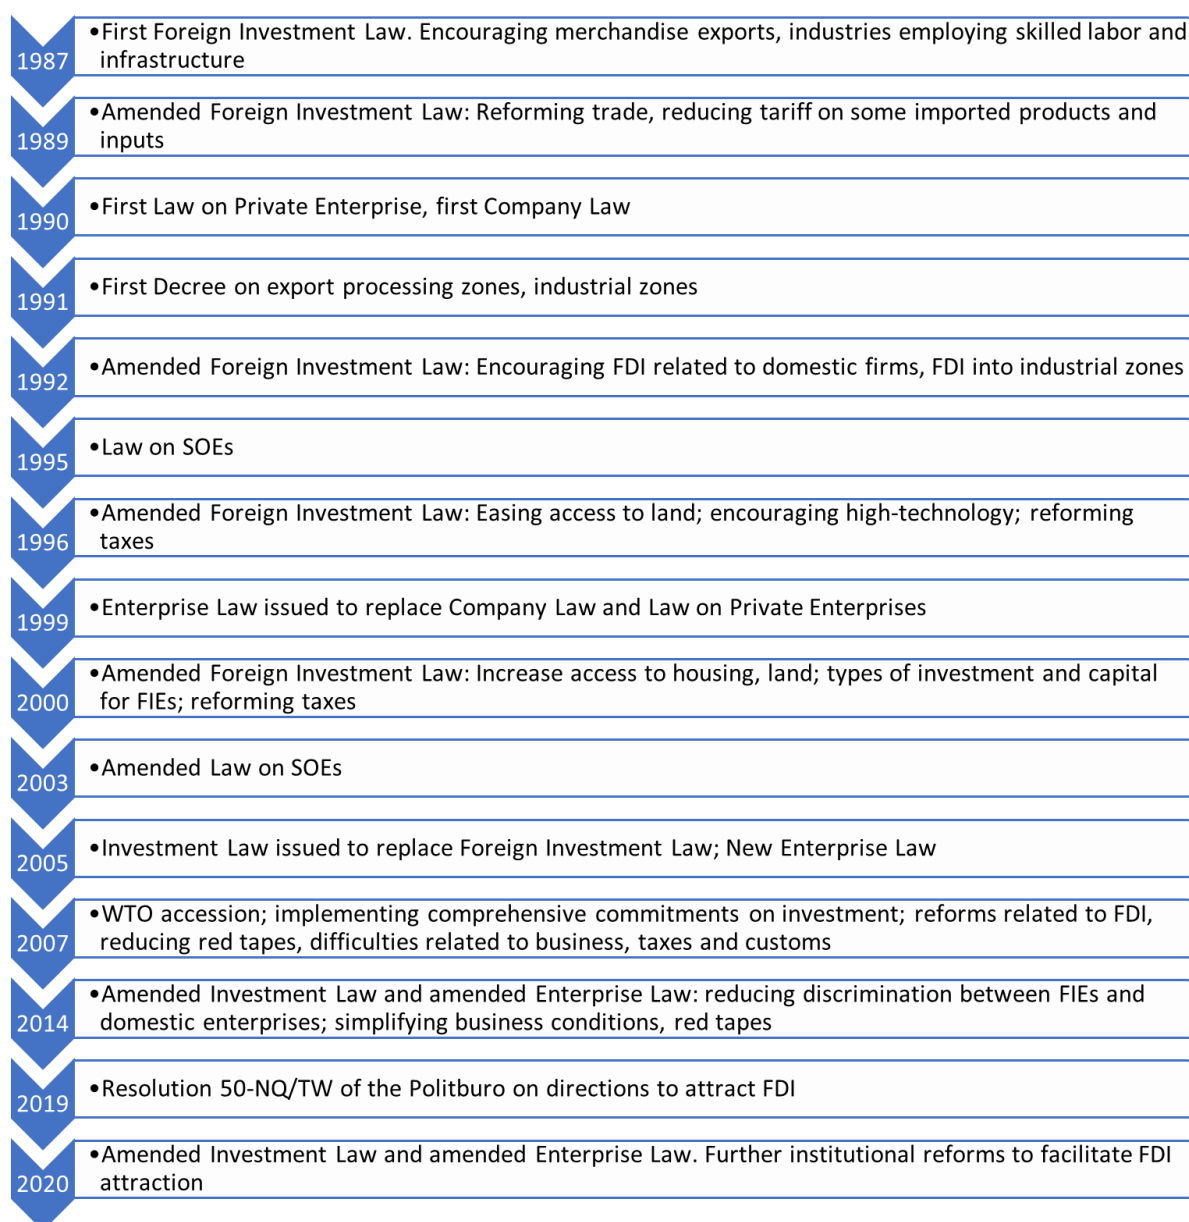 1987
•First Foreign Investment Law. Encouraging merchandise exports, industries employing skilled labor and
infrastructure
1989
•Amended Foreign Investment Law: Reforming trade, reducing tariff on some imported products and
inputs
1990
•First Law on Private Enterprise, first Company Law
1991
•First Decree on export processing zones, industrial zones
1992
•Amended Foreign Investment Law: Encouraging FDI related to domestic firms, FDI into industrial zones
1995
•Law on SOEs
1996
•Amended Foreign Investment Law: Easing access to land; encouraging high-technology; reforming
taxes
1999
•Enterprise Law issued to replace Company Law and Law on Private Enterprises
2000
•Amended Foreign Investment Law: Increase access to housing, land; types of investment and capital
for FIEs; reforming taxes
2003
•Amended Law on SOEs
2005
•Investment Law issued to replace Foreign Investment Law; New Enterprise Law
2007
•WTO accession; implementing comprehensive commitments on investment; reforms related to FDI,
reducing red tapes, difficulties related to business, taxes and customs
2014
•Amended Investment Law and amended Enterprise Law: reducing discrimination between FIEs and
domestic enterprises; simplifying business conditions, red tapes
2019
•Resolution 50-NQ/TW of the Politburo on directions to attract FDI
2020
•Amended Investment Law and amended Enterprise Law. Further institutional reforms to facilitate FDI
attraction